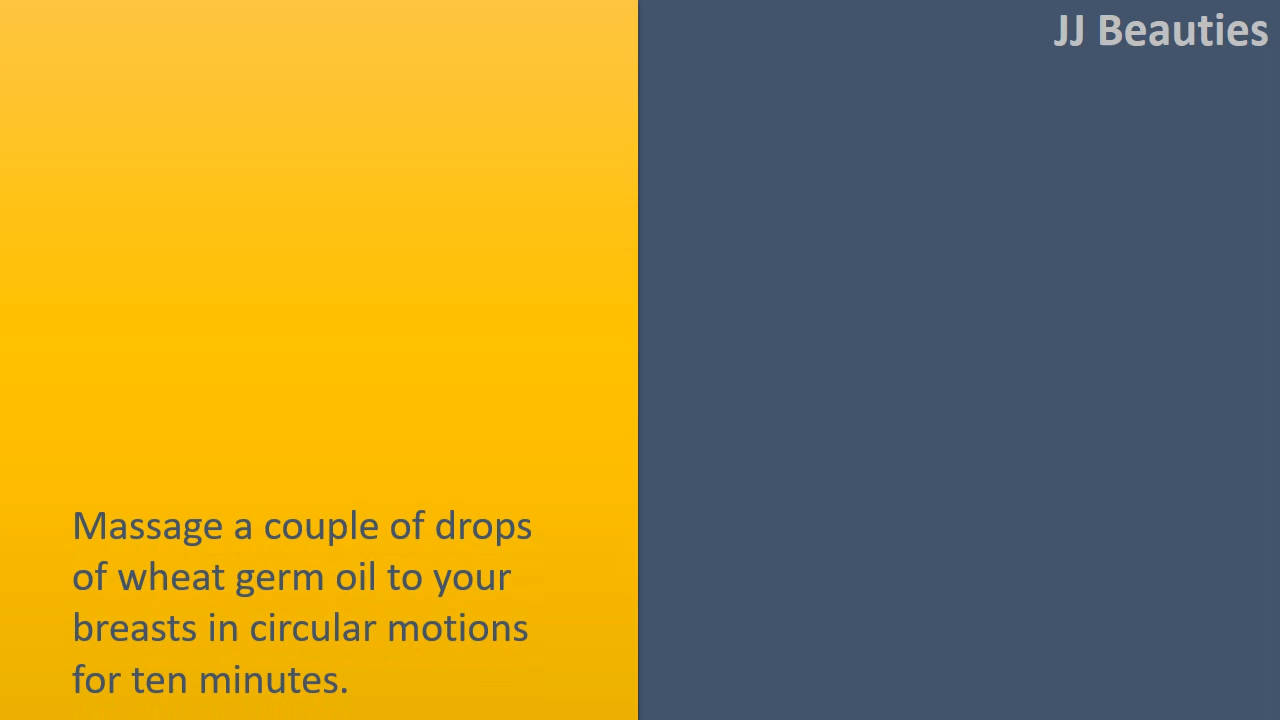 JJ Beauties
Massage a couple of drops
of wheat germ oil to your
breasts in circular motions
for ten minutes.